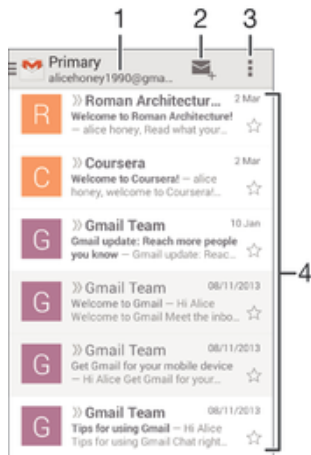 1 2 3
Primary
alicehoney1990@gma...
Roman Architectur... 2 Mar
R
Welcome to Roman Architecture!
– alice honey, Read what your...
Coursera 2 Mar
C
Welcome to Coursera! – alice
honey, welcome to Coursera!...
Gmail Team 10 Jan
G
Gmail update: Reach more people
you know – Gmail update: Reac...
4
Gmail Team 08/11/2013
G
Welcome to Gmail – Hi Alice
Welcome to Gmail Meet the inbo...
Gmail Team 08/11/2013
G
Get Gmail for your mobile device
– Hi Alice Get Gmail for your...
Gmail Team 08/11/2013
G
Tips for using Gmail – Hi Alice
Tips for using Gmail Chat right...